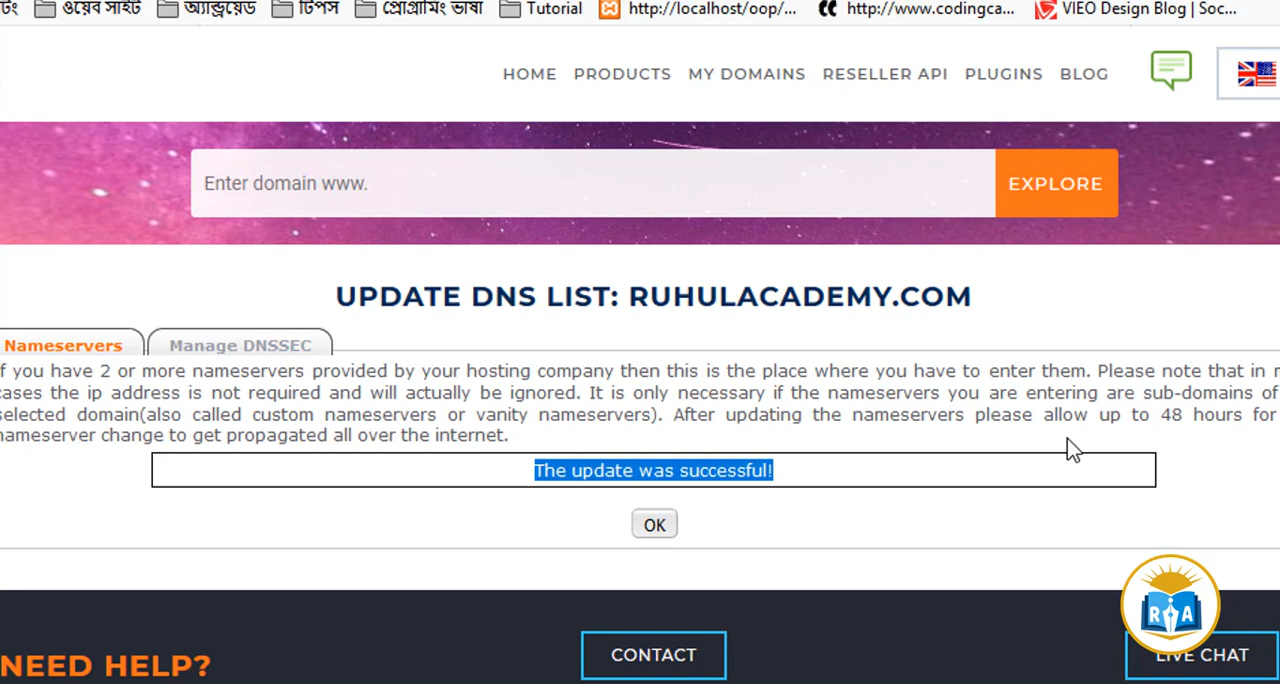 টিং ওয়েব সাইট অ্যান্ড্রয়েড টিপস প্রোগ্রামিং ভাষা Tutorial http://localhost/oop/... http://www.codingca... VIEO Design Blog | Soc...
HOME PRODUCTS MY DOMAINS RESELLER API PLUGINS BLOG
Enter domain www. EXPLORE
UPDATE DNS LIST: RUHULACADEMY.COM
Nameservers Manage DNSSEC
f you have 2 or more nameservers provided by your hosting company then this is the place where you have to enter them. Please note that in
cases the ip address is not required and will actually be ignored. It is only necessary if the nameservers you are entering are sub-domains of
selected domain(also called custom nameservers or vanity nameservers). After updating the nameservers please allow up to 48 hours for
nameserver change to get propagated all over the internet.
The update was successful!
OK
R A
NEED HELP? CONTACT LIVE CHAT